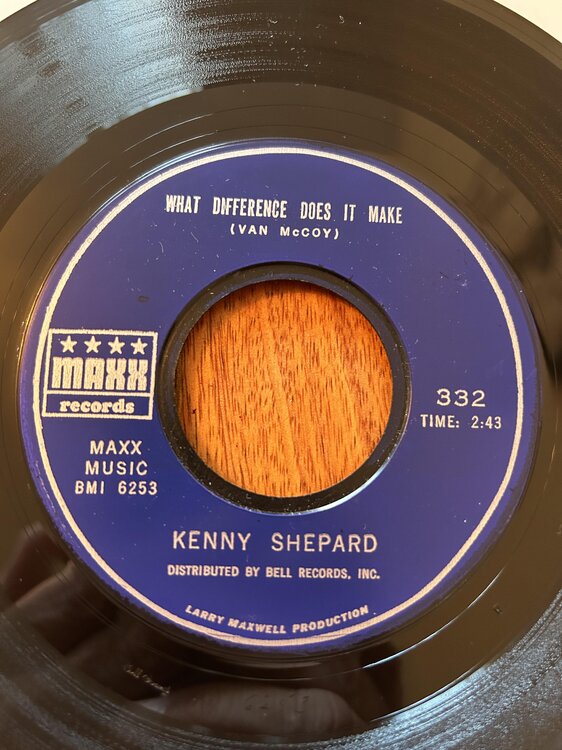 WHAT DIFFERENCE DOES IT MAKE
(VAN McCOY)
MAXX
records
MAXX
MUSIC
BMI 6253
332
TIME: 2:43
KENNY SHEPARD
DISTRIBUTED BY BELL RECORDS, INC.
LARRY MAXWELL PRODUCTION